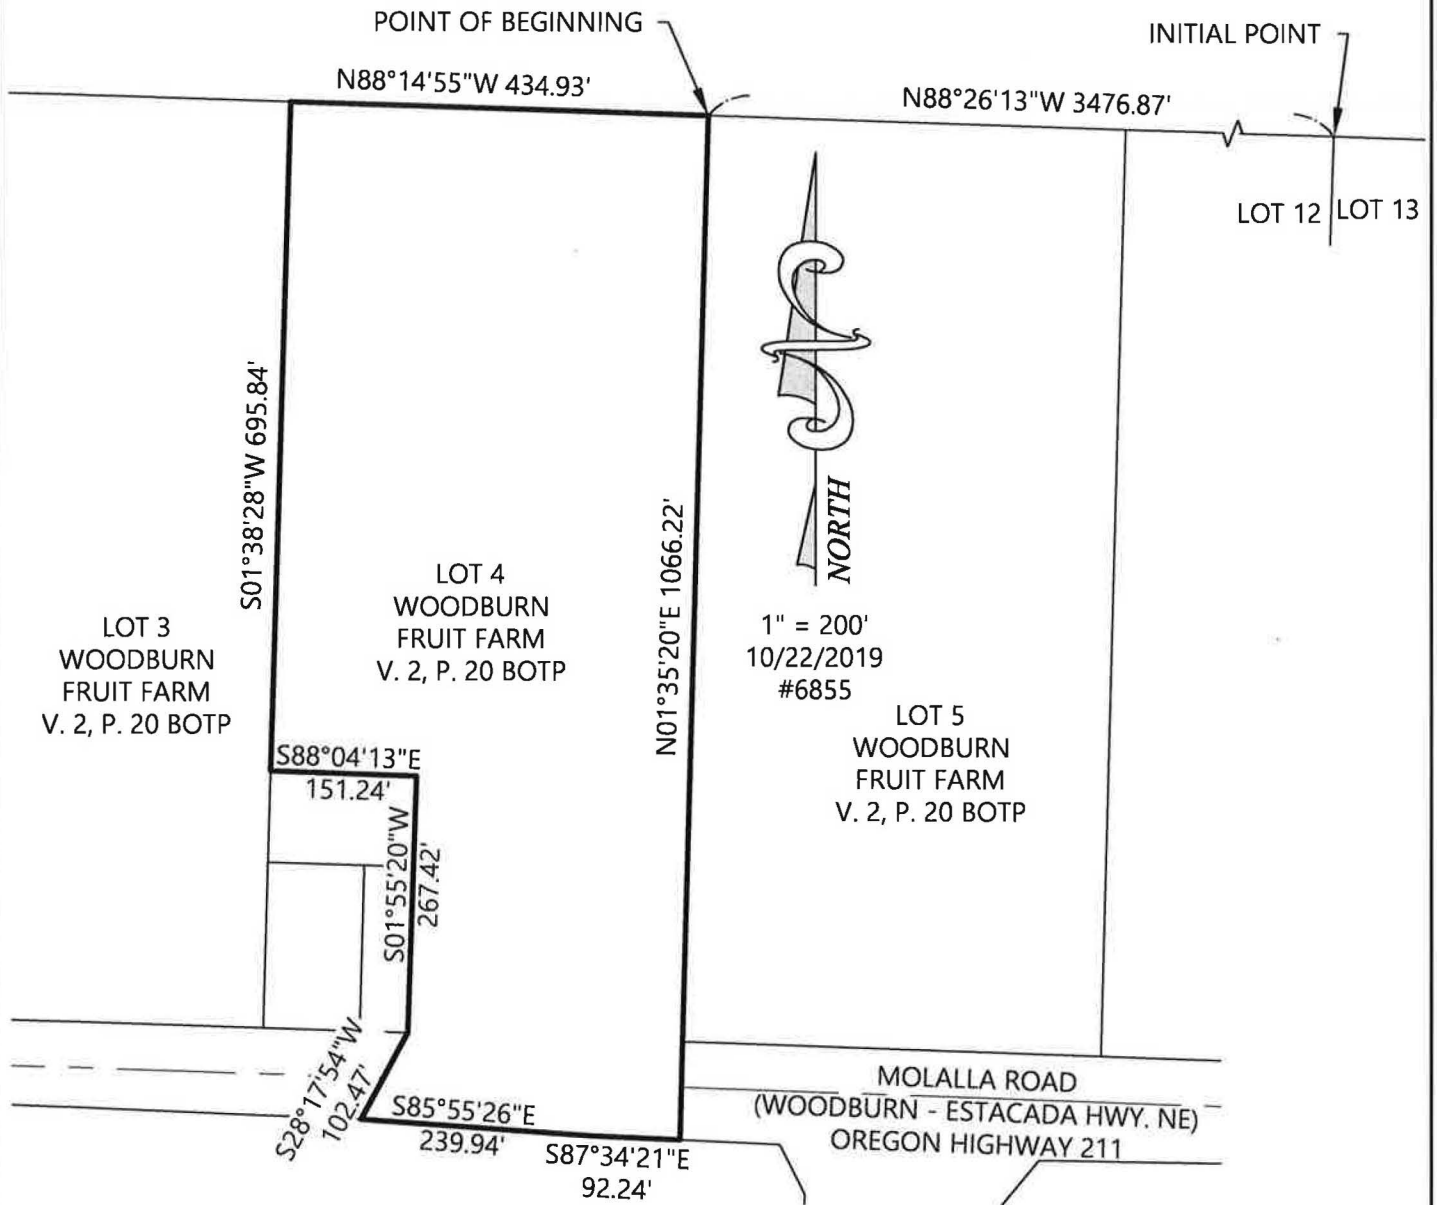 POINT OF BEGINNING
INITIAL POINT
N88°14'55"W 434.93'
N88°26'13"W 3476.87'
LOT 12
LOT 13
S01°38'28"W 695.84'
N01°35'20"E 1066.22'
NORTH
1" = 200'
10/22/2019
#6855
LOT 3
WOODBURN
FRUIT FARM
V. 2, P. 20 BOTP
LOT 4
WOODBURN
FRUIT FARM
V. 2, P. 20 BOTP
LOT 5
WOODBURN
FRUIT FARM
V. 2, P. 20 BOTP
S88°04'13"E
151.24'
S01°55'20"W
267.42'
S28°17'54"W
102.47'
S85°55'26"E
239.94'
S87°34'21"E
92.24'
MOLALLA ROAD
(WOODBURN - ESTACADA HWY. NE)
OREGON HIGHWAY 211